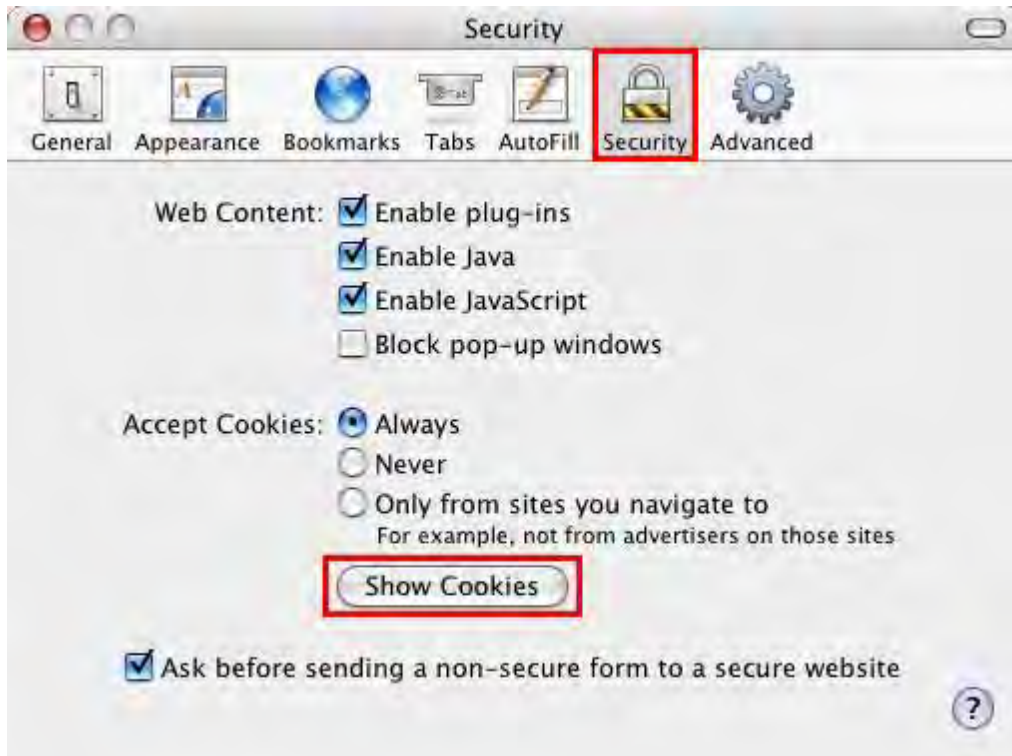 Security
General Appearance Bookmarks Tabs AutoFill Security Advanced
Web Content: Enable plug-ins
Enable Java
Enable JavaScript
Block pop-up windows
Accept Cookies: Always
Never
Only from sites you navigate to
For example, not from advertisers on those sites
Show Cookies
Ask before sending a non-secure form to a secure website
?